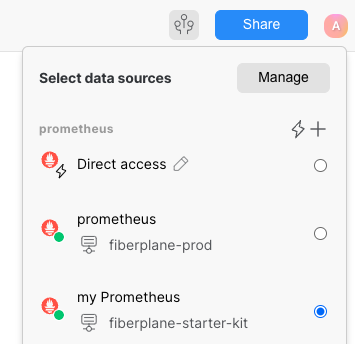 Share
A
Select data sources
Manage
prometheus
Direct access
prometheus
fiberplane-prod
my Prometheus
fiberplane-starter-kit